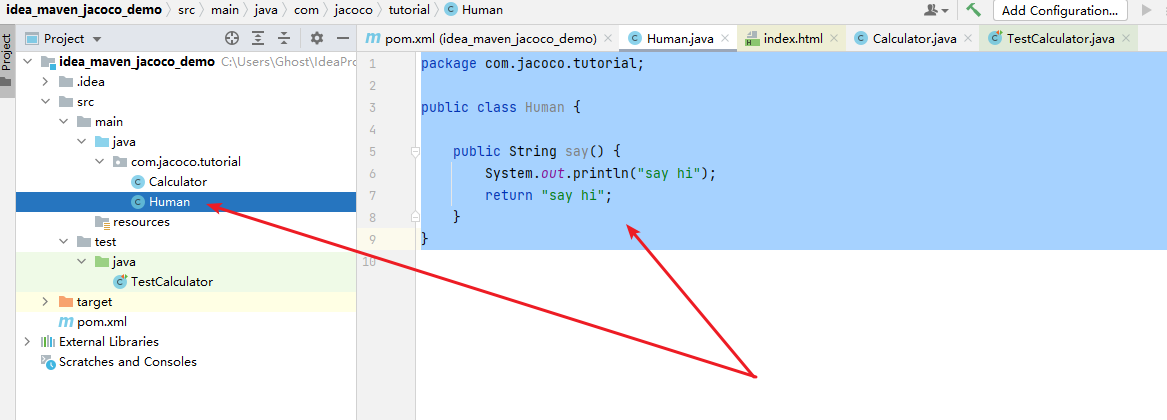 idea_maven_jacoco_demo › src › main › java › com › jacoco › tutorial › Human
Add Configuration...
Project
Project
pom.xml (idea_maven_jacoco_demo)
Human.java
index.html
Calculator.java
TestCalculator.java
idea_maven_jacoco_demo C:\Users\Ghost\IdeaPro
.idea
src
main
java
com.jacoco.tutorial
Calculator
Human
resources
test
java
TestCalculator
target
pom.xml
External Libraries
Scratches and Consoles
1 package com.jacoco.tutorial;
2
3 public class Human {
4
5 public String say() {
6 System.out.println("say hi");
7 return "say hi";
8 }
9 }
10